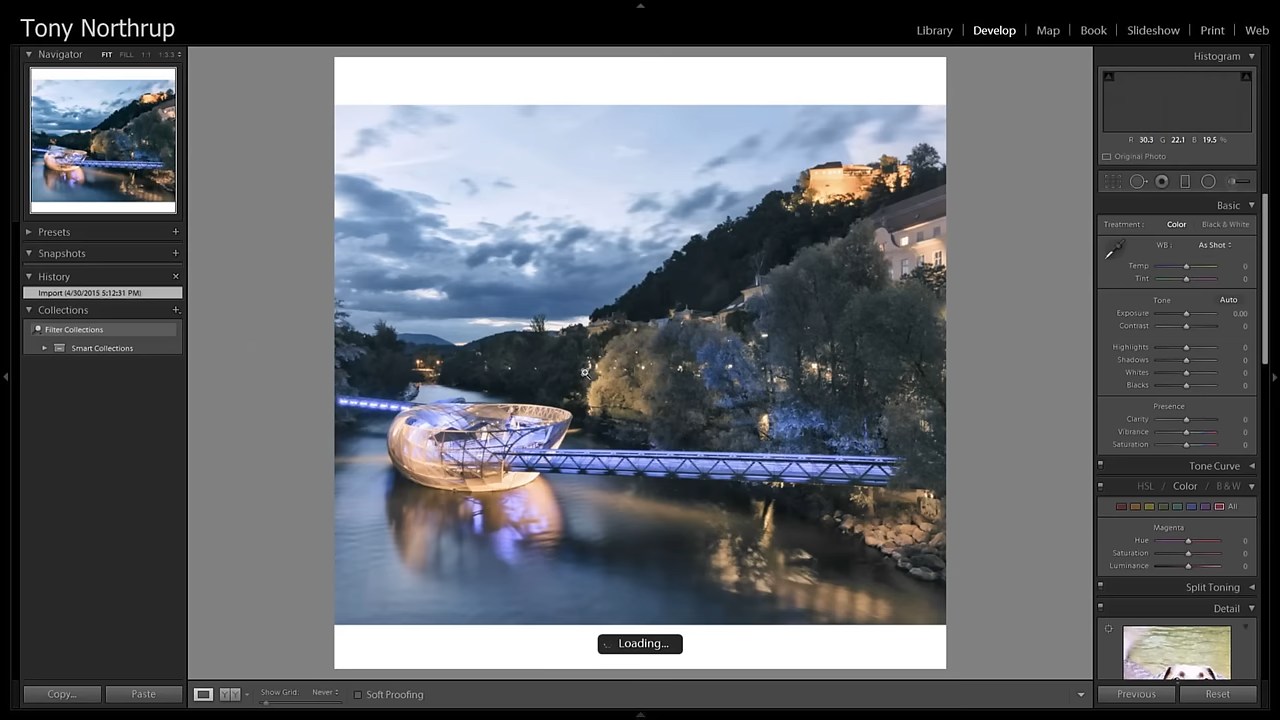 Tony Northrup
Library | Develop | Map | Book | Slideshow | Print | Web
Navigator FIT FILL 1:1 1:3.3
Presets
Snapshots
History
Import (4/30/2015 5:12:31 PM)
Collections
Filter Collections
Smart Collections
Copy... Paste
Loading...
Show Grid: Never Soft Proofing
Histogram
R 30.3 G 22.1 B 19.5 %
Original Photo
Basic
Treatment: Color Black & White
WB: As Shot
Temp 0
Tint 0
Tone Auto
Exposure 0.00
Contrast 0
Highlights 0
Shadows 0
Whites 0
Blacks 0
Presence
Clarity 0
Vibrance 0
Saturation 0
Tone Curve
HSL / Color / B & W
All
Magenta
Hue 0
Saturation 0
Luminance 0
Split Toning
Detail
Previous Reset